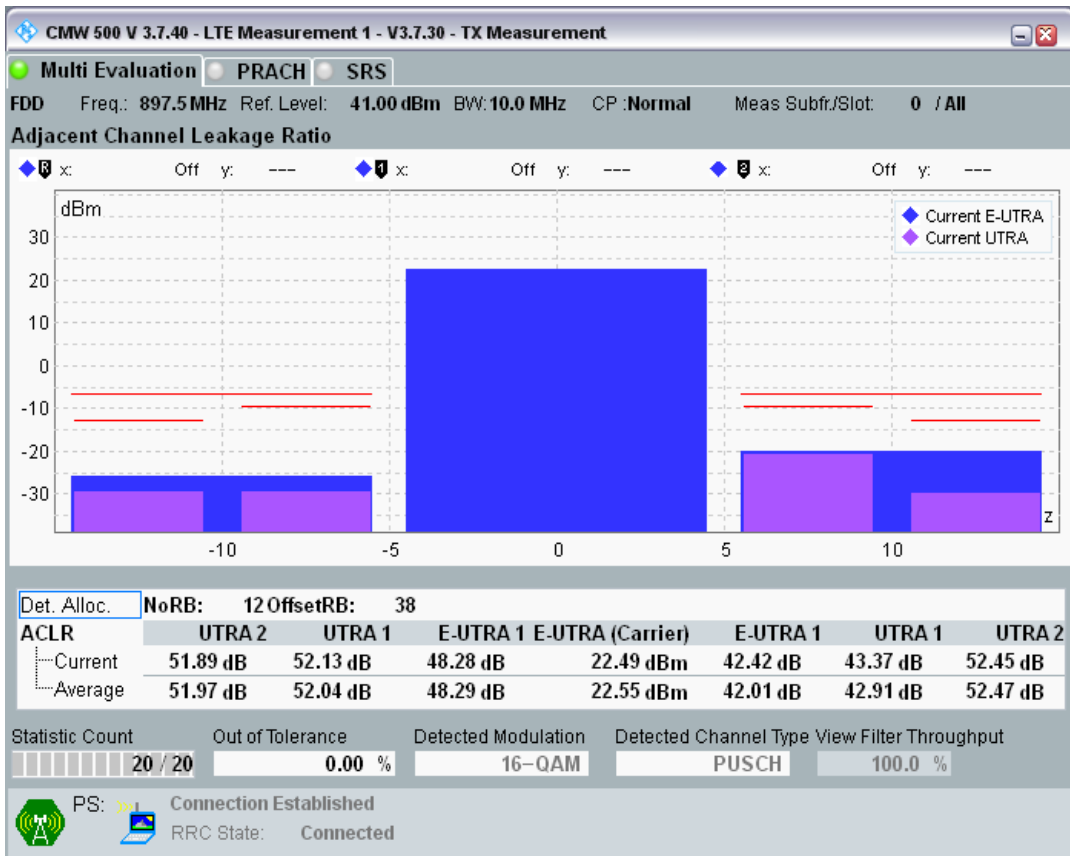 CMW 500 V 3.7.40 - LTE Measurement 1 - V3.7.30 - TX Measurement
Multi Evaluation PRACH SRS
FDD Freq.: 897.5 MHz Ref. Level: 41.00 dBm BW: 10.0 MHz CP :Normal Meas Subfr./Slot: 0 / All
Adjacent Channel Leakage Ratio
R x: Off y: --- 1 x: Off y: --- 2 x: Off y: ---
dBm
Current E-UTRA
Current UTRA
30
20
10
0
-10
-20
-30
z
-10 -5 0 5 10
Det. Alloc. NoRB: 12 OffsetRB: 38
ACLR UTRA 2 UTRA 1 E-UTRA 1 E-UTRA (Carrier) E-UTRA 1 UTRA 1 UTRA 2
Current 51.89 dB 52.13 dB 48.28 dB 22.49 dBm 42.42 dB 43.37 dB 52.45 dB
Average 51.97 dB 52.04 dB 48.29 dB 22.55 dBm 42.01 dB 42.91 dB 52.47 dB
Statistic Count Out of Tolerance Detected Modulation Detected Channel Type View Filter Throughput
20 / 20 0.00 % 16-QAM PUSCH 100.0 %
PS: Connection Established
RRC State: Connected